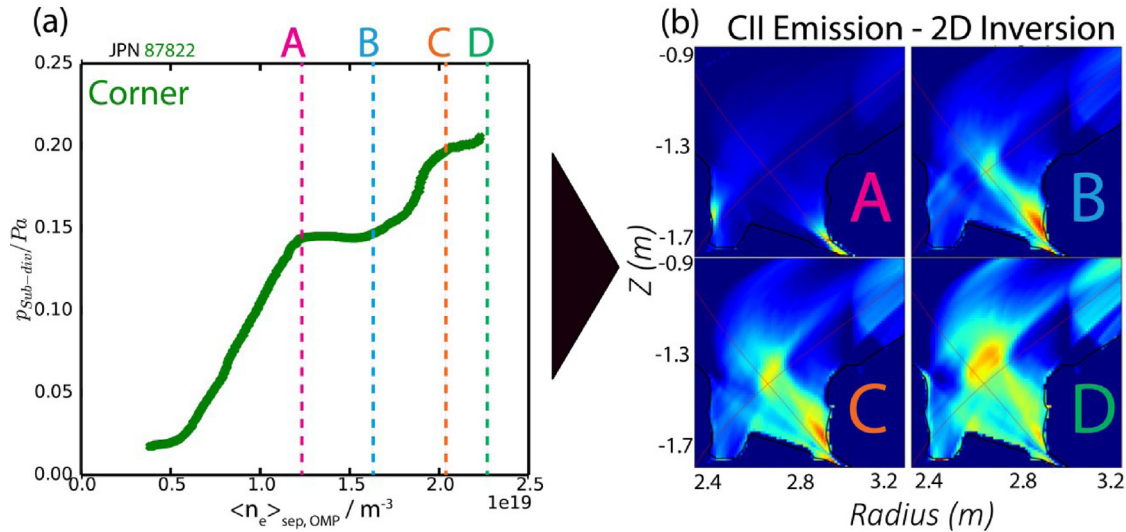 (a)
JPN 87822
A B C D
Corner
0.25
0.20
0.15
0.10
0.05
0.00
p_Sub-div/Pa
0.0 0.5 1.0 1.5 2.0 2.5
1e19
<n_e>_sep, OMP / m^-3
(b) CII Emission - 2D Inversion
-0.9
-1.3
-1.7
A
B
-0.9
-1.3
-1.7
C
D
Z (m)
2.4 2.8 3.2 2.4 2.8 3.2
Radius (m)